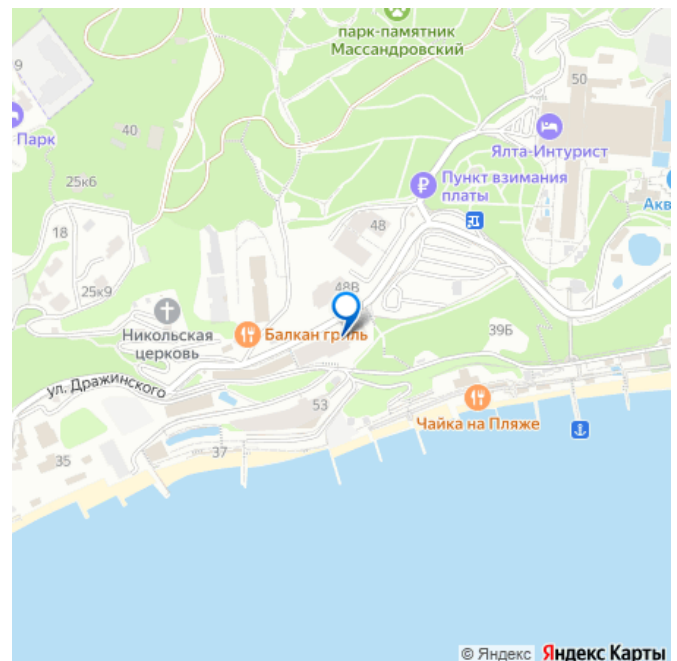 парк-памятник
Массандровский
9
50
Парк
40
Ялта-Интурист
25к6
Пункт взимания
платы
Акв
18
48
25к9
48В
Никольская
церковь
Балкан гриль
39Б
ул. Дражинского
53
Чайка на Пляже
35
37
© Яндекс Яндекс Карты